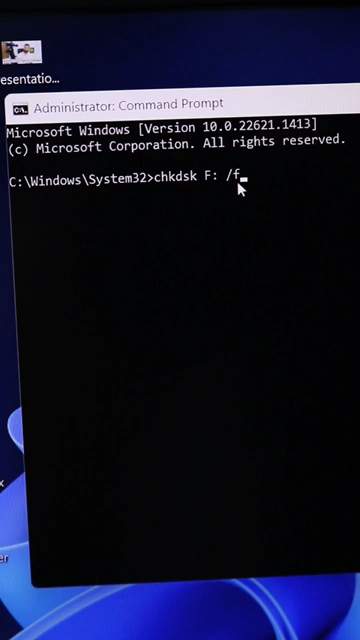 esentatio...
Administrator: Command Prompt
Microsoft Windows [Version 10.0.22621.1413]
(c) Microsoft Corporation. All rights reserved.
C:\Windows\System32>chkdsk F: /f
x
er